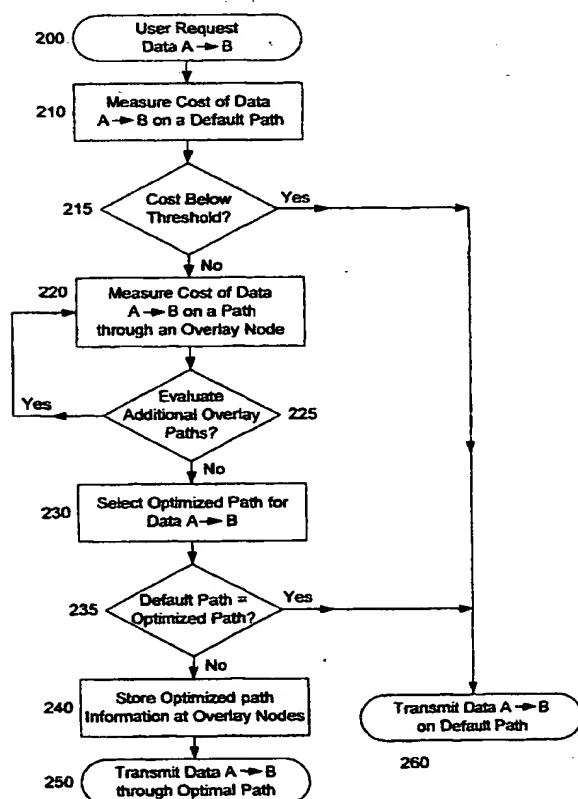 200
User Request
Data A → B
210
Measure Cost of Data
A → B on a Default Path
215
Cost Below
Threshold?
Yes
No
220
Measure Cost of Data
A → B on a Path
through an Overlay Node
Yes
Evaluate
Additional Overlay
Paths?
225
No
230
Select Optimized Path for
Data A → B
235
Default Path =
Optimized Path?
Yes
No
240
Store Optimized path
Information at Overlay Nodes
250
Transmit Data A → B
through Optimal Path
Transmit Data A → B
on Default Path
260